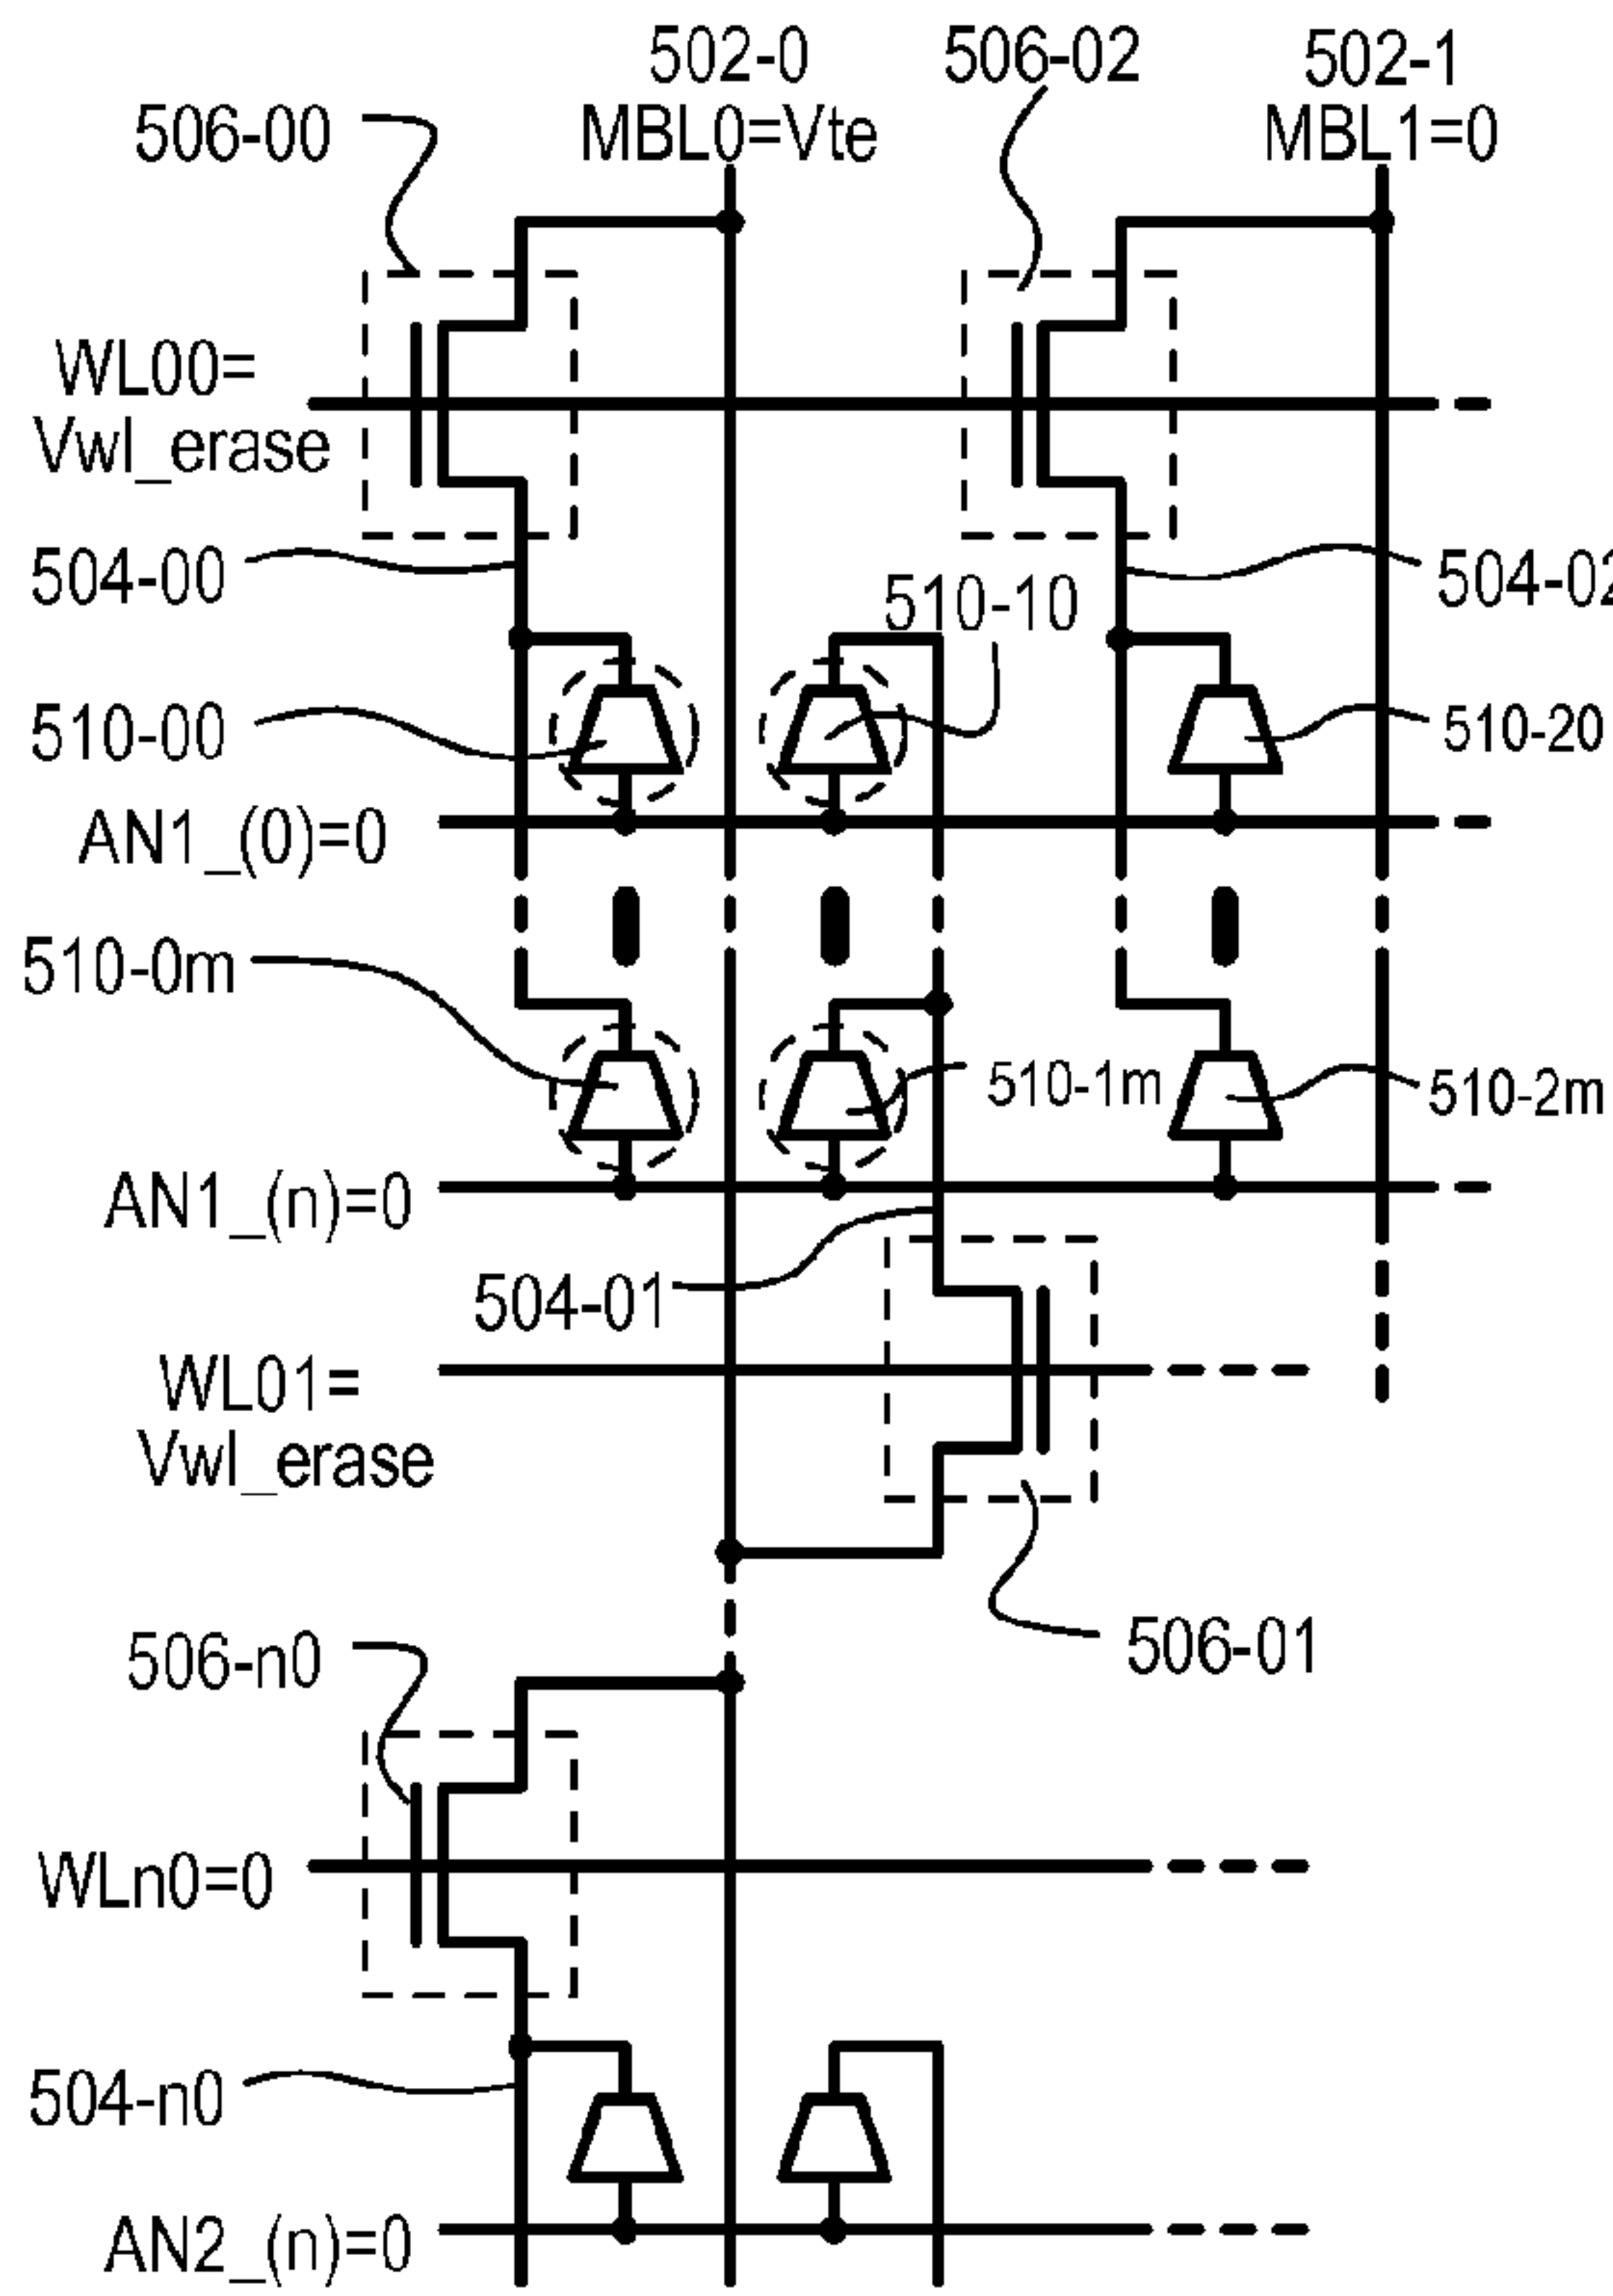 502-0
506-02
502-1
506-00
MBL0=Vte
MBL1=0
WL00=
Vwl_erase
504-00
510-10
504-02
510-00
510-20
AN1_(0)=0
510-0m
510-1m
510-2m
AN1_(n)=0
504-01
WL01=
Vwl_erase
506-n0
506-01
WLn0=0
504-n0
AN2_(n)=0